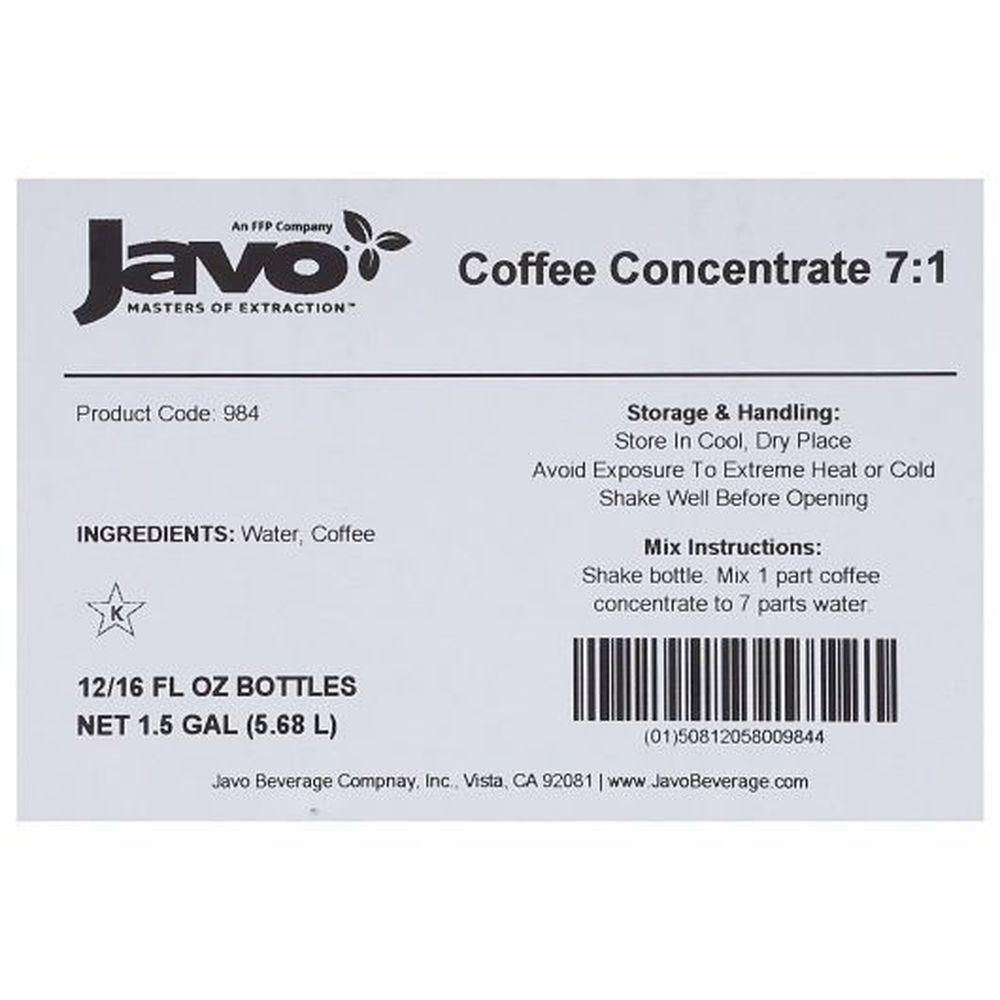 An FFP Company
Javo
MASTERS OF EXTRACTION™
Coffee Concentrate 7:1
Product Code: 984
INGREDIENTS: Water, Coffee
K
12/16 FL OZ BOTTLES
NET 1.5 GAL (5.68 L)
Storage & Handling:
Store In Cool, Dry Place
Avoid Exposure To Extreme Heat or Cold
Shake Well Before Opening
Mix Instructions:
Shake bottle. Mix 1 part coffee
concentrate to 7 parts water.
(01)50812058009844
Javo Beverage Compnay, Inc., Vista, CA 92081 | www.JavoBeverage.com